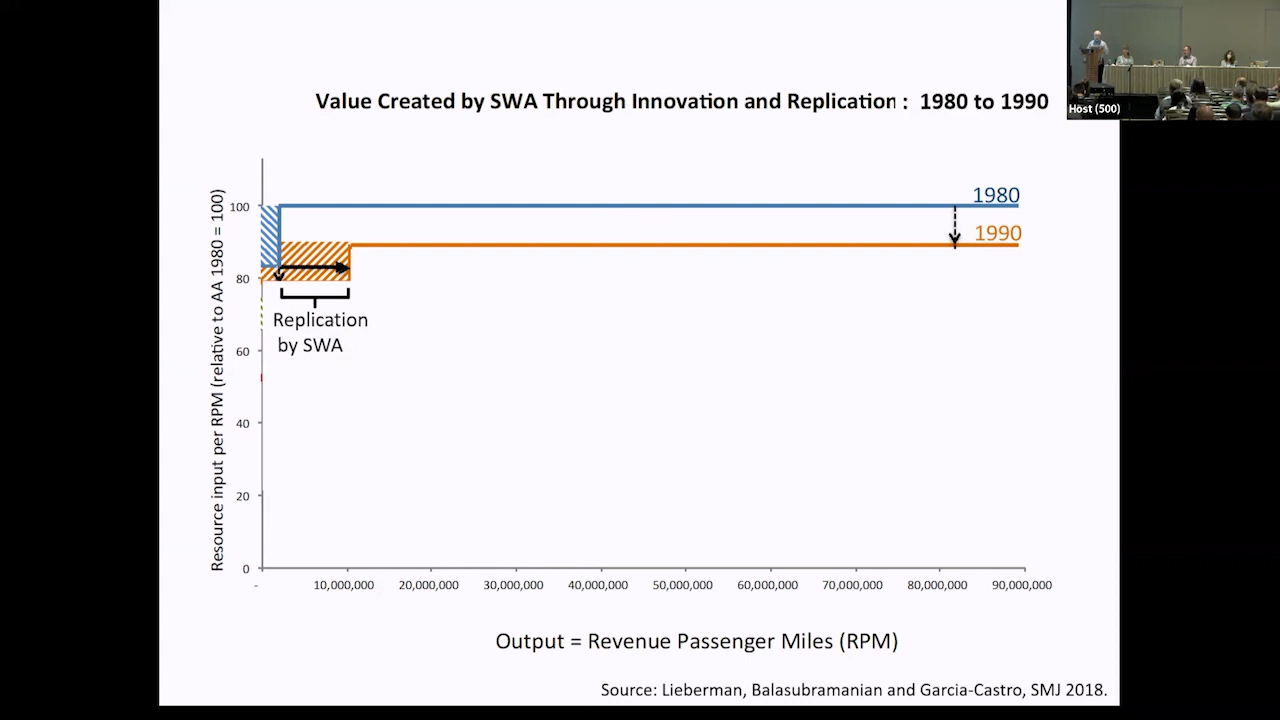 Value Created by SWA Through Innovation and Replication : 1980 to 1990
Host (500)
Resource input per RPM (relative to AA 1980 = 100)
100
80
60
40
20
0
1980
1990
Replication
by SWA
-
10,000,000
20,000,000
30,000,000
40,000,000
50,000,000
60,000,000
70,000,000
80,000,000
90,000,000
Output = Revenue Passenger Miles (RPM)
Source: Lieberman, Balasubramanian and Garcia-Castro, SMJ 2018.